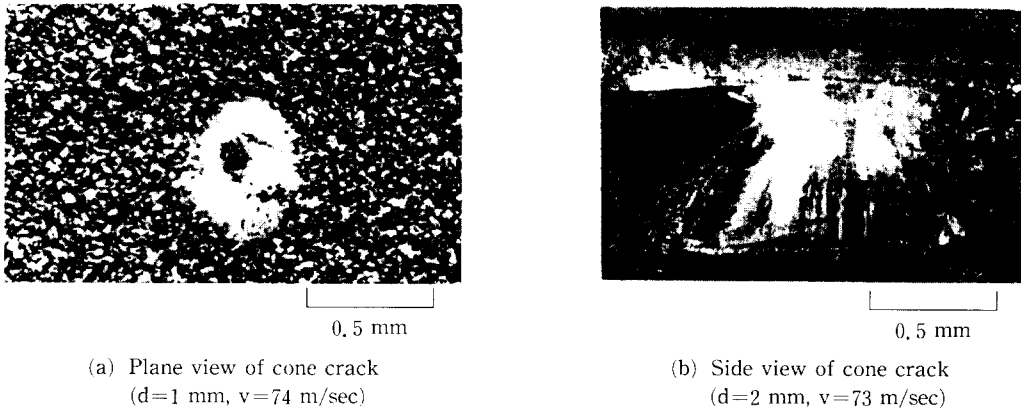 0.5 mm
0.5 mm
(a) Plane view of cone crack
(d=1 mm, v=74 m/sec)
(b) Side view of cone crack
(d=2 mm, v=73 m/sec)